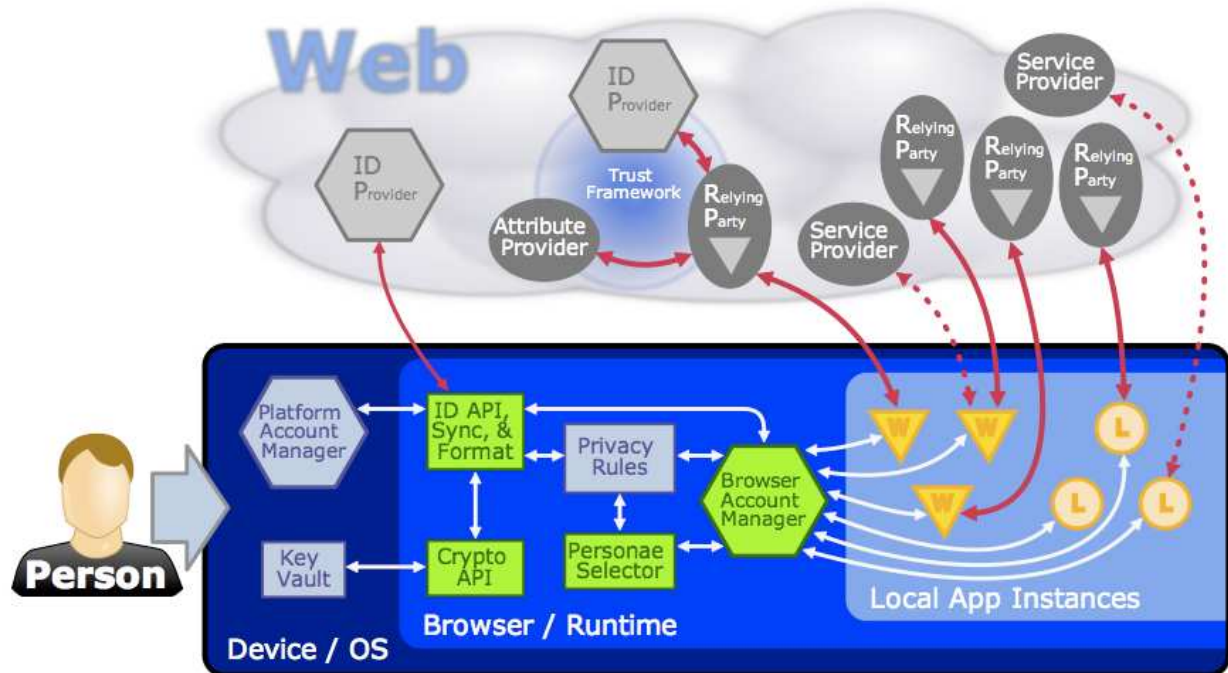 Web
ID
Provider
ID
Provider
Trust
Framework
Attribute
Provider
Relying
Party
Service
Provider
Relying
Party
Relying
Party
Relying
Party
Service
Provider
Person
Platform
Account
Manager
Key
Vault
ID API,
Sync, &
Format
Crypto
API
Privacy
Rules
Personae
Selector
Browser
Account
Manager
W
W
W
L
L
L
Local App Instances
Browser / Runtime
Device / OS